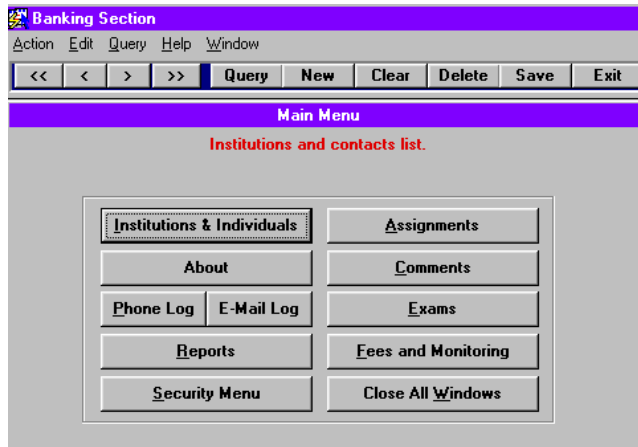 Banking Section
Action Edit Query Help Window
<< < > >> Query New Clear Delete Save Exit
Main Menu
Institutions and contacts list.
Institutions & Individuals Assignments
About Comments
Phone Log E-Mail Log Exams
Reports Fees and Monitoring
Security Menu Close All Windows